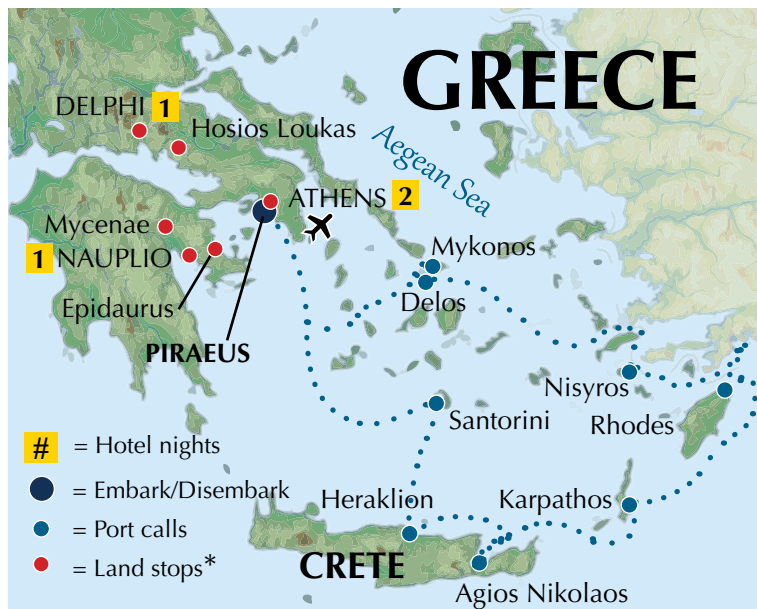 GREECE
DELPHI 1
Hosios Loukas
Aegean Sea
ATHENS 2
Mycenae
1 NAUPLIO
Mykonos
Delos
Epidaurus
PIRAEUS
Nisyros
Santorini
Rhodes
# = Hotel nights
= Embark/Disembark
Heraklion
Karpathos
= Port calls
CRETE
= Land stops*
Agios Nikolaos